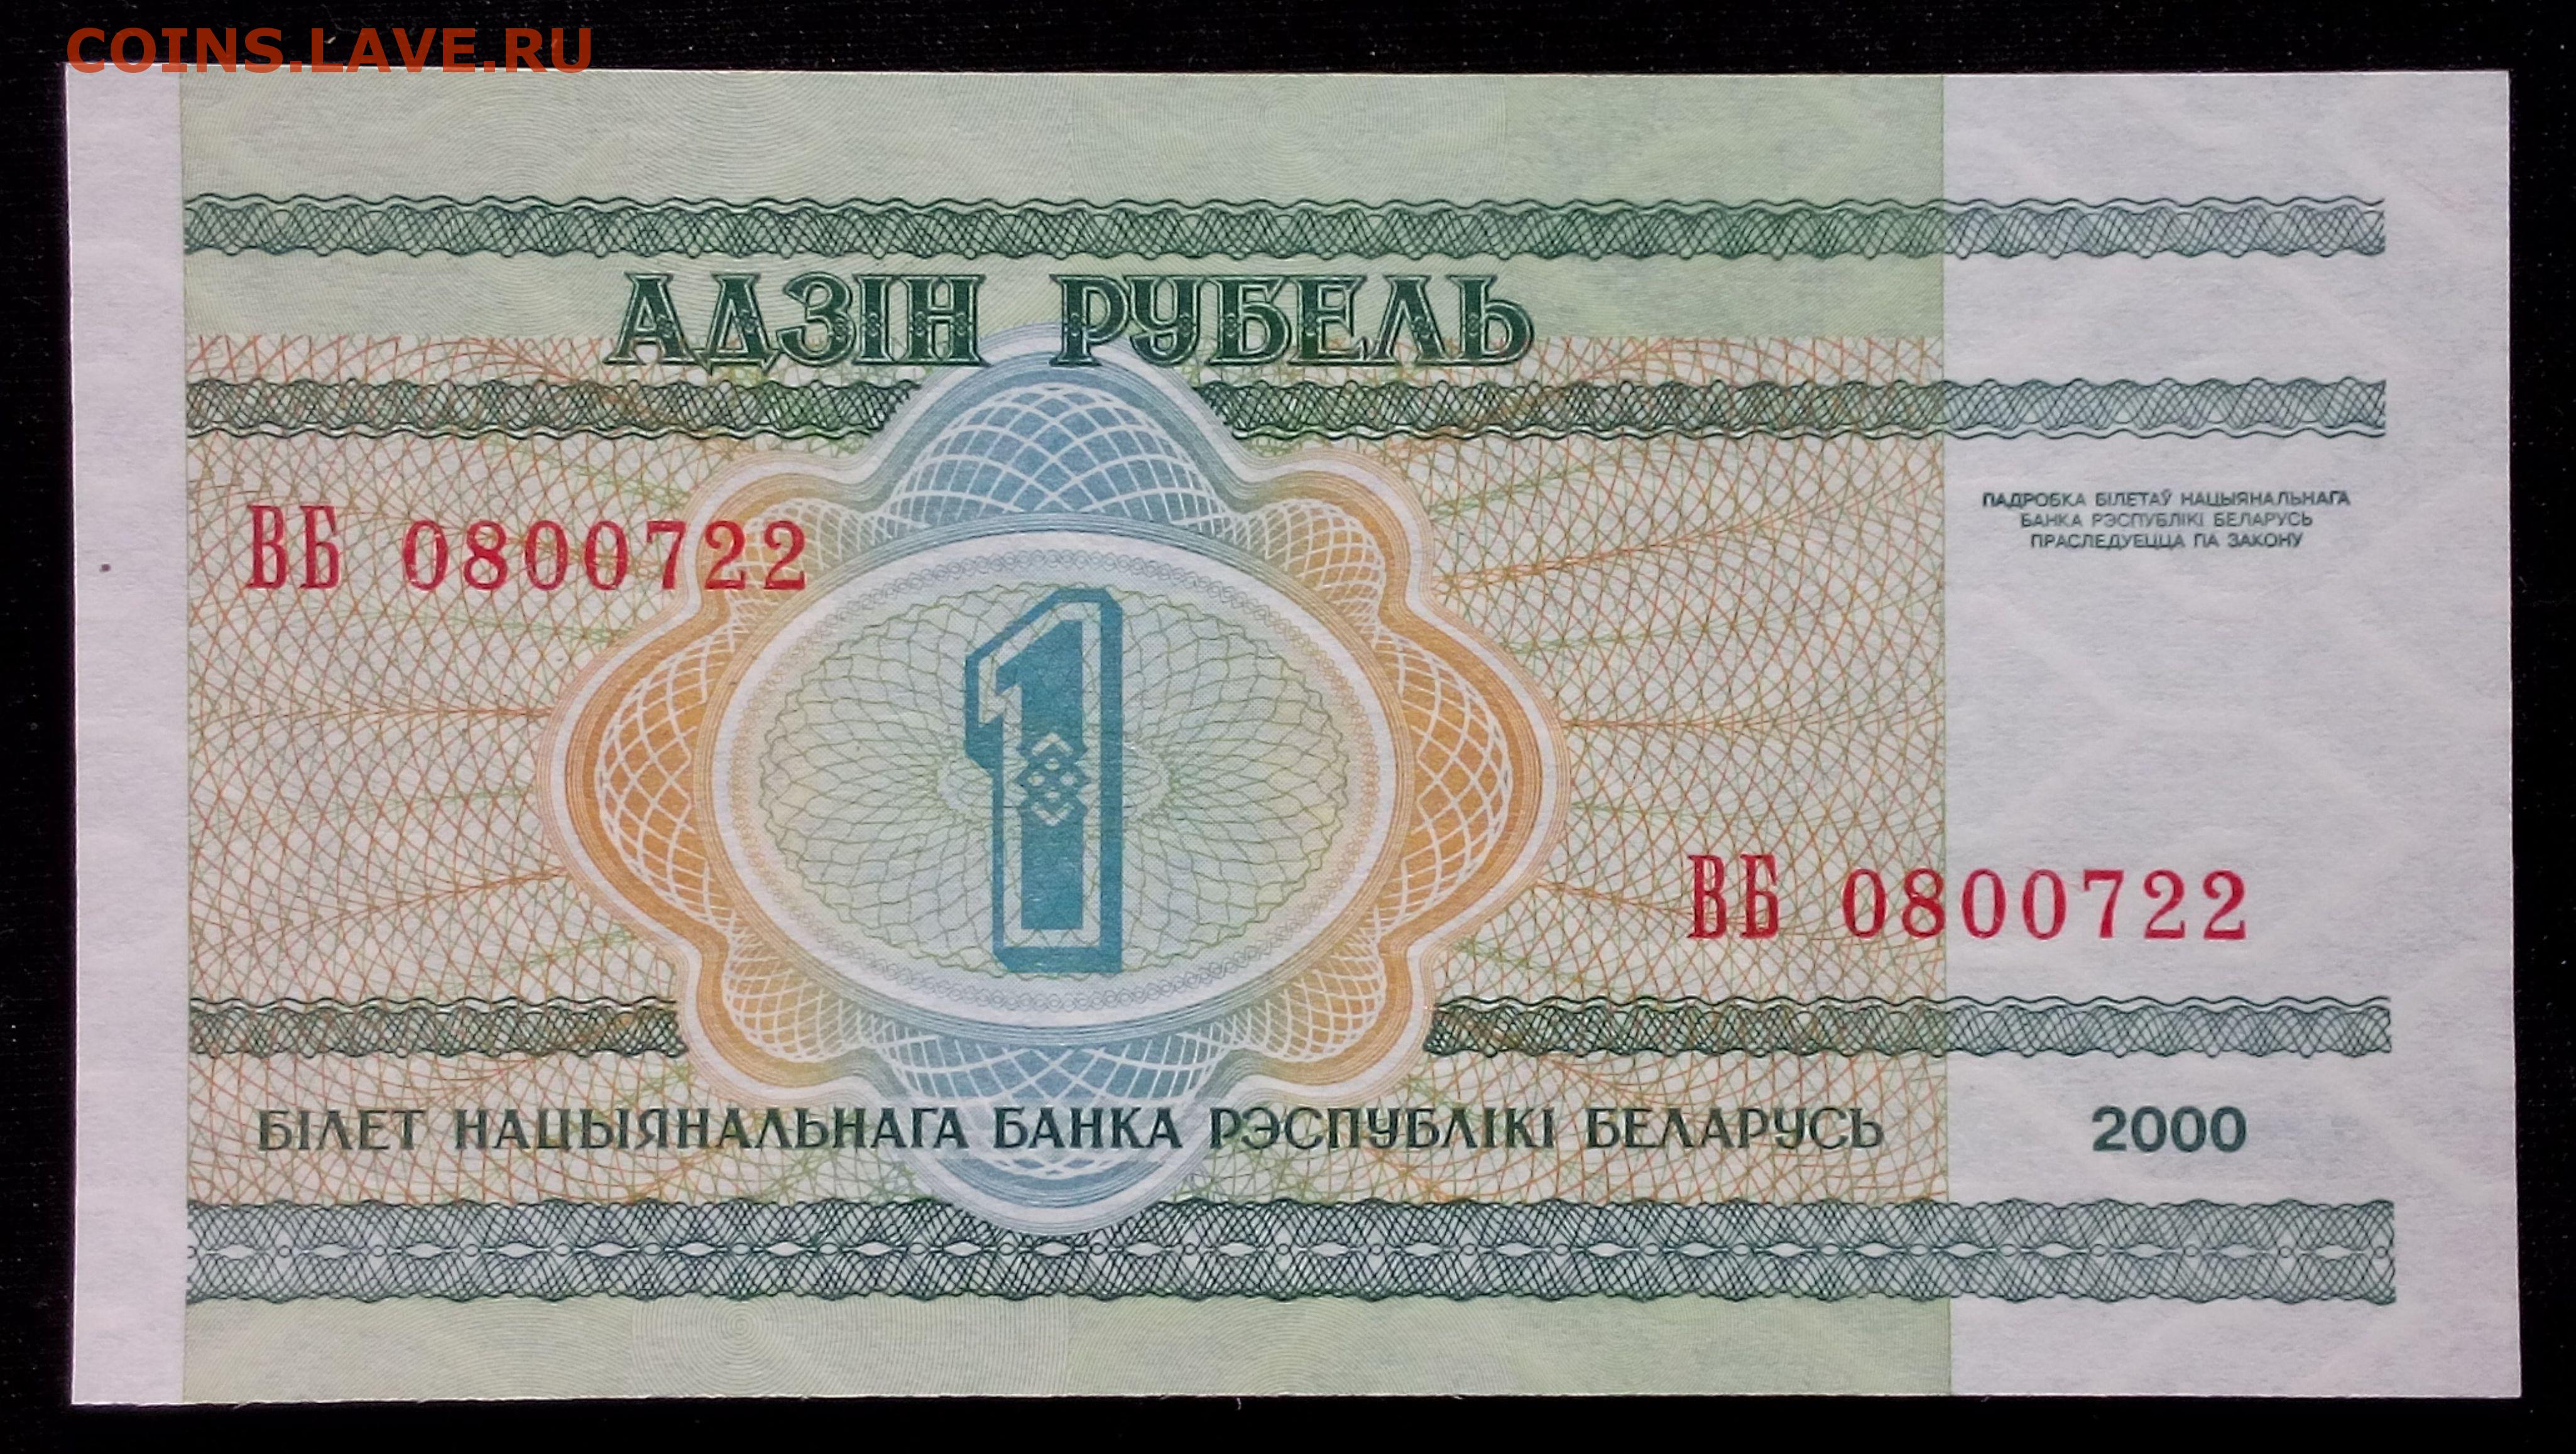 COINS.LAVE.RU
АДЗІН РУБЕЛЬ
ПАДРОБКА БІЛЕТАЎ НАЦЫЯНАЛЬНАГА
БАНКА РЭСПУБЛІКІ БЕЛАРУСЬ
ПРАСЛЕДУЕЦЦА ПА ЗАКОНУ
ВБ 0800722
1
ВБ 0800722
БІЛЕТ НАЦЫЯНАЛЬНАГА БАНКА РЭСПУБЛІКІ БЕЛАРУСЬ 2000